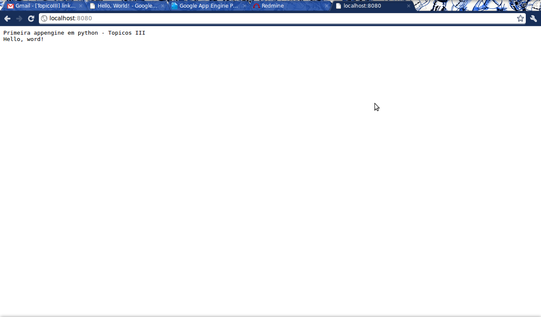 Gmail - [TopicoIII] link...
Hello, World! - Google...
Google App Engine P...
Redmine
localhost:8080
localhost:8080
Primeira appengine em python - Topicos III
Hello, word!